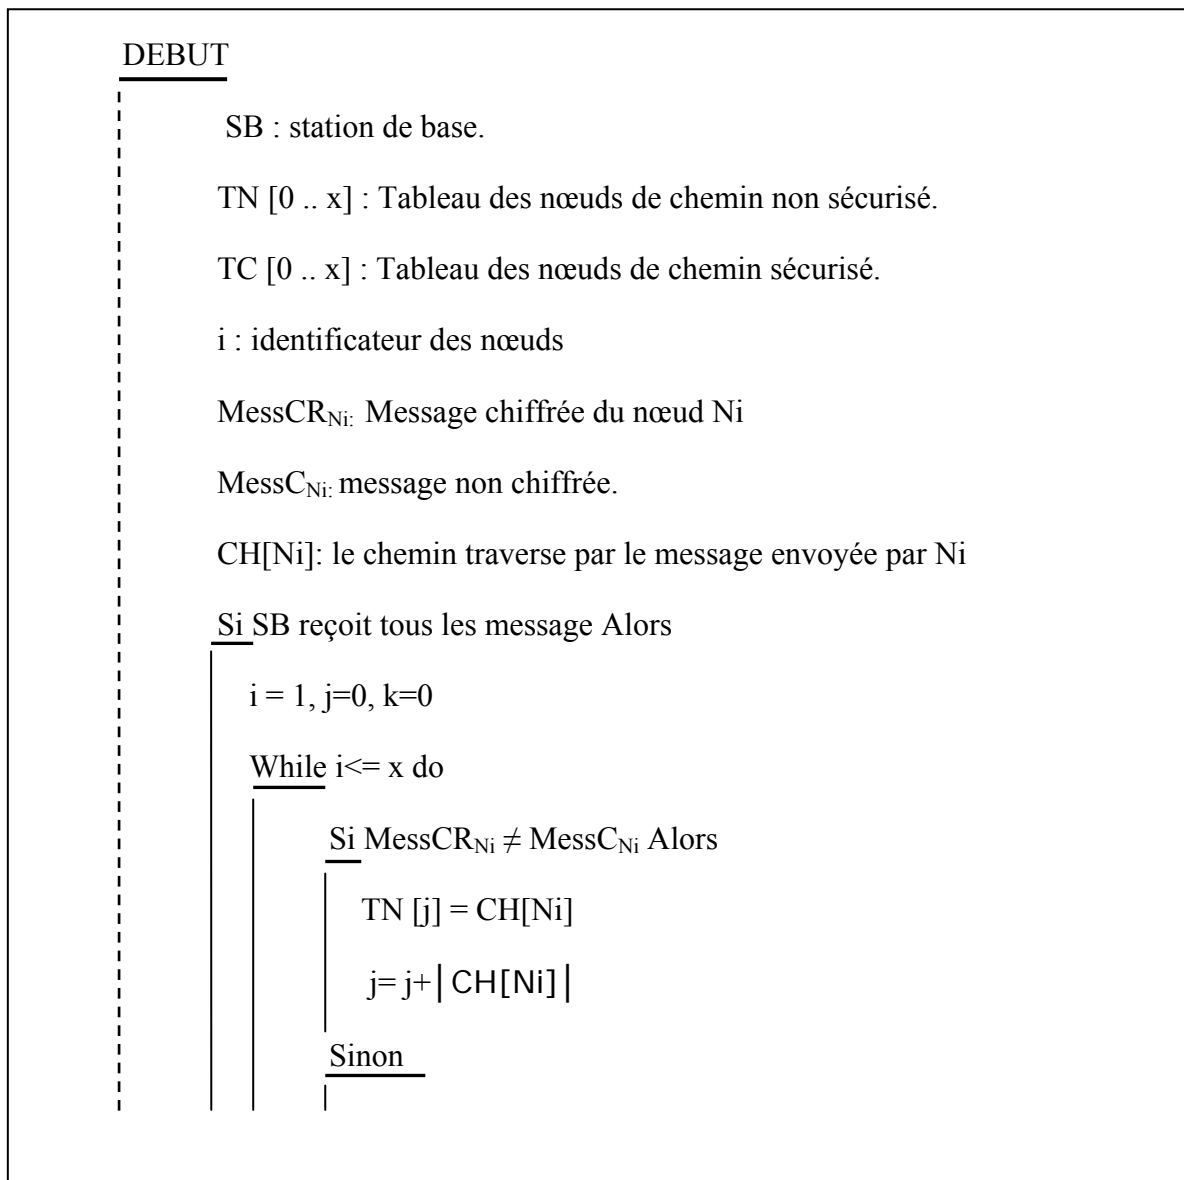 DEBUT
SB : station de base.
TN [0 .. x] : Tableau des nœuds de chemin non sécurisé.
TC [0 .. x] : Tableau des nœuds de chemin sécurisé.
i : identificateur des nœuds
MessCRNi: Message chiffrée du nœud Ni
MessCNi: message non chiffrée.
CH[Ni]: le chemin traverse par le message envoyée par Ni
Si SB reçoit tous les message Alors
i = 1, j=0, k=0
While i<= x do
Si MessCRNi ≠ MessCNi Alors
TN [j] = CH[Ni]
j= j+|CH[Ni]|
Sinon